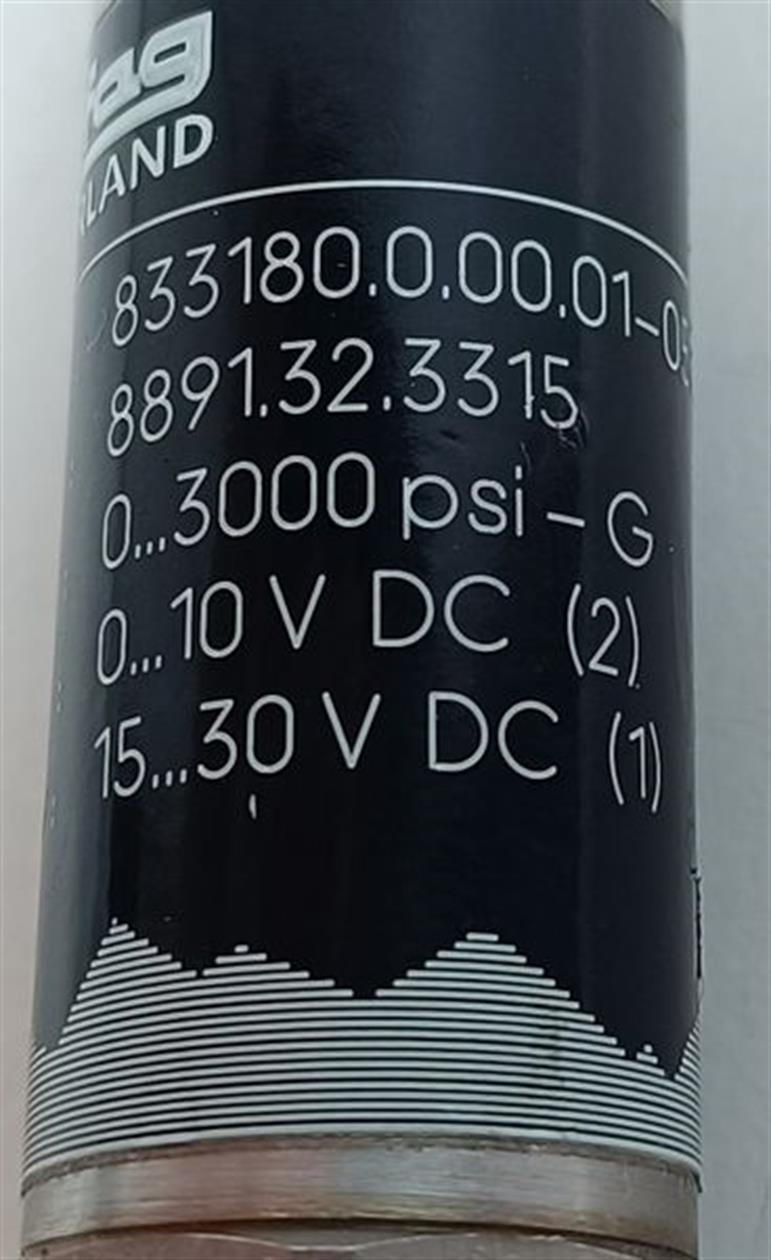 833180.0.00.01-0
8891.32.3315
0...3000 psi - G
0...10 V DC (2)
15...30 V DC (1)